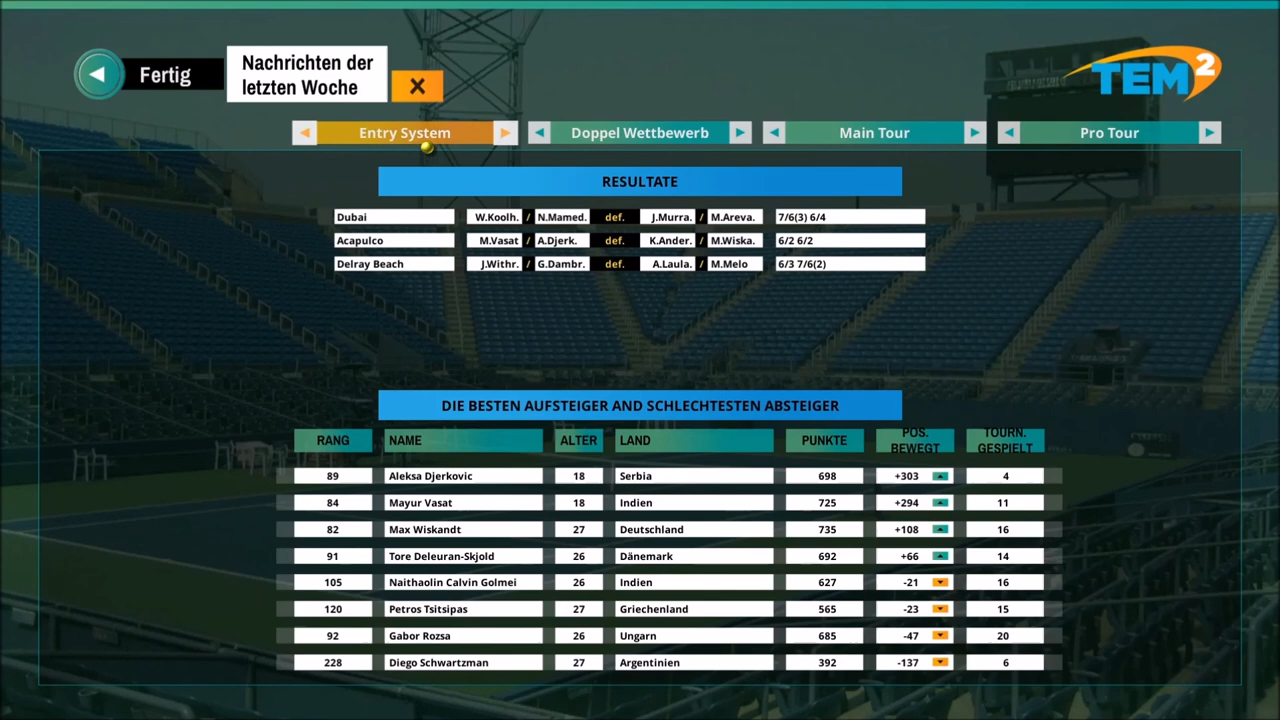 Fertig
Nachrichten der
letzten Woche
TEM2
Entry System
Doppel Wettbewerb
Main Tour
Pro Tour
RESULTATE
Dubai W.Koolh. / N.Mamed. def. J.Murra. / M.Areva. 7/6(3) 6/4
Acapulco M.Vasat / A.Djerk. def. K.Ander. / M.Wiska. 6/2 6/2
Delray Beach J.Withr. / G.Dambr. def. A.Laula. / M.Melo 6/3 7/6(2)
DIE BESTEN AUFSTEIGER AND SCHLECHTESTEN ABSTEIGER
RANG NAME ALTER LAND PUNKTE POS. BEWEGT TOURN. GESPIELT
89 Aleksa Djerkovic 18 Serbia 698 +303 4
84 Mayur Vasat 18 Indien 725 +294 11
82 Max Wiskandt 27 Deutschland 735 +108 16
91 Tore Deleuran-Skjold 26 Dänemark 692 +66 14
105 Naithaolin Calvin Golmei 26 Indien 627 -21 16
120 Petros Tsitsipas 27 Griechenland 565 -23 15
92 Gabor Rozsa 26 Ungarn 685 -47 20
228 Diego Schwartzman 27 Argentinien 392 -137 6